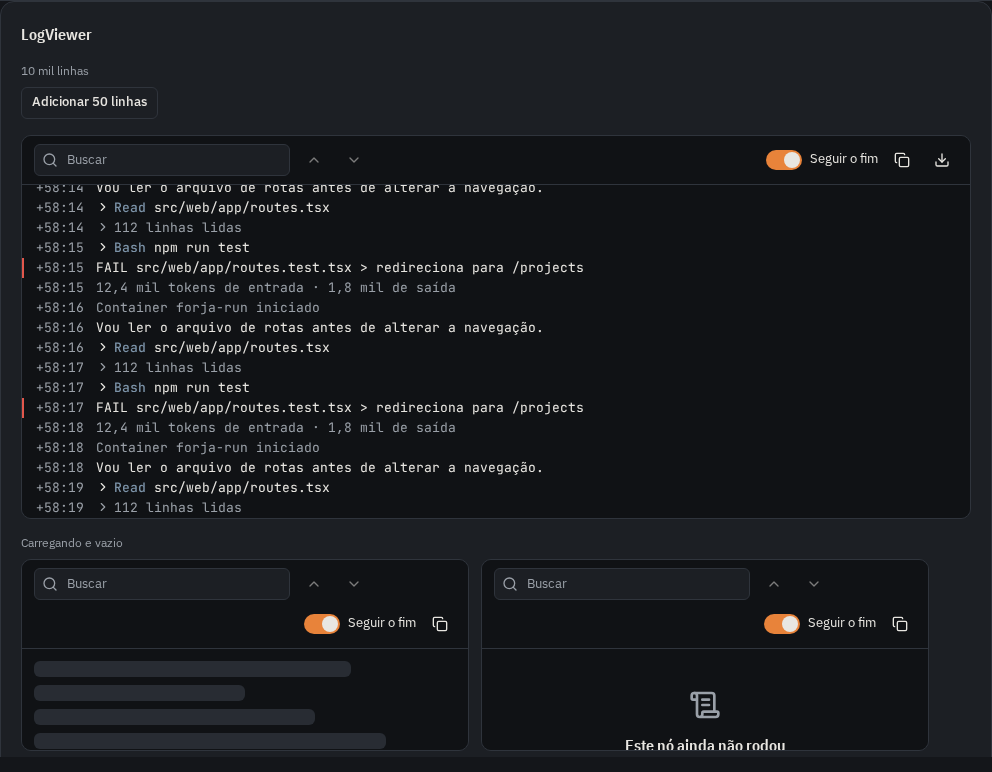 LogViewer
10 mil linhas
Adicionar 50 linhas
Buscar
Seguir o fim
+58:14 Vou ler o arquivo de rotas antes de alterar a navegação.
+58:14 > Read src/web/app/routes.tsx
+58:14 > 112 linhas lidas
+58:15 > Bash npm run test
+58:15 FAIL src/web/app/routes.test.tsx > redireciona para /projects
+58:15 12,4 mil tokens de entrada · 1,8 mil de saída
+58:16 Container forja-run iniciado
+58:16 Vou ler o arquivo de rotas antes de alterar a navegação.
+58:16 > Read src/web/app/routes.tsx
+58:17 > 112 linhas lidas
+58:17 > Bash npm run test
+58:17 FAIL src/web/app/routes.test.tsx > redireciona para /projects
+58:18 12,4 mil tokens de entrada · 1,8 mil de saída
+58:18 Container forja-run iniciado
+58:18 Vou ler o arquivo de rotas antes de alterar a navegação.
+58:19 > Read src/web/app/routes.tsx
+58:19 > 112 linhas lidas
Carregando e vazio
Buscar
Seguir o fim
Buscar
Seguir o fim
Este nó ainda não rodou